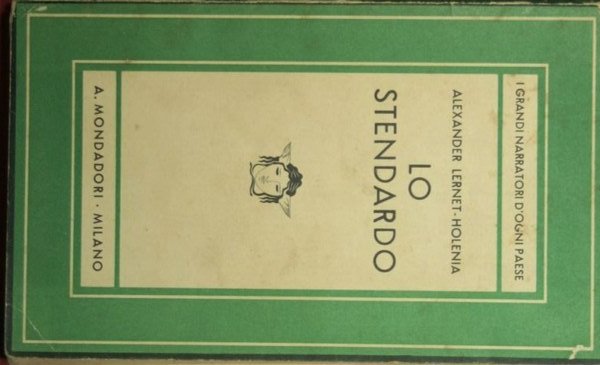 I GRANDI NARRATORI D'OGNI PAESE
ALEXANDER LERNET-HOLENIA
LO
STENDARDO
A. MONDADORI · MILANO